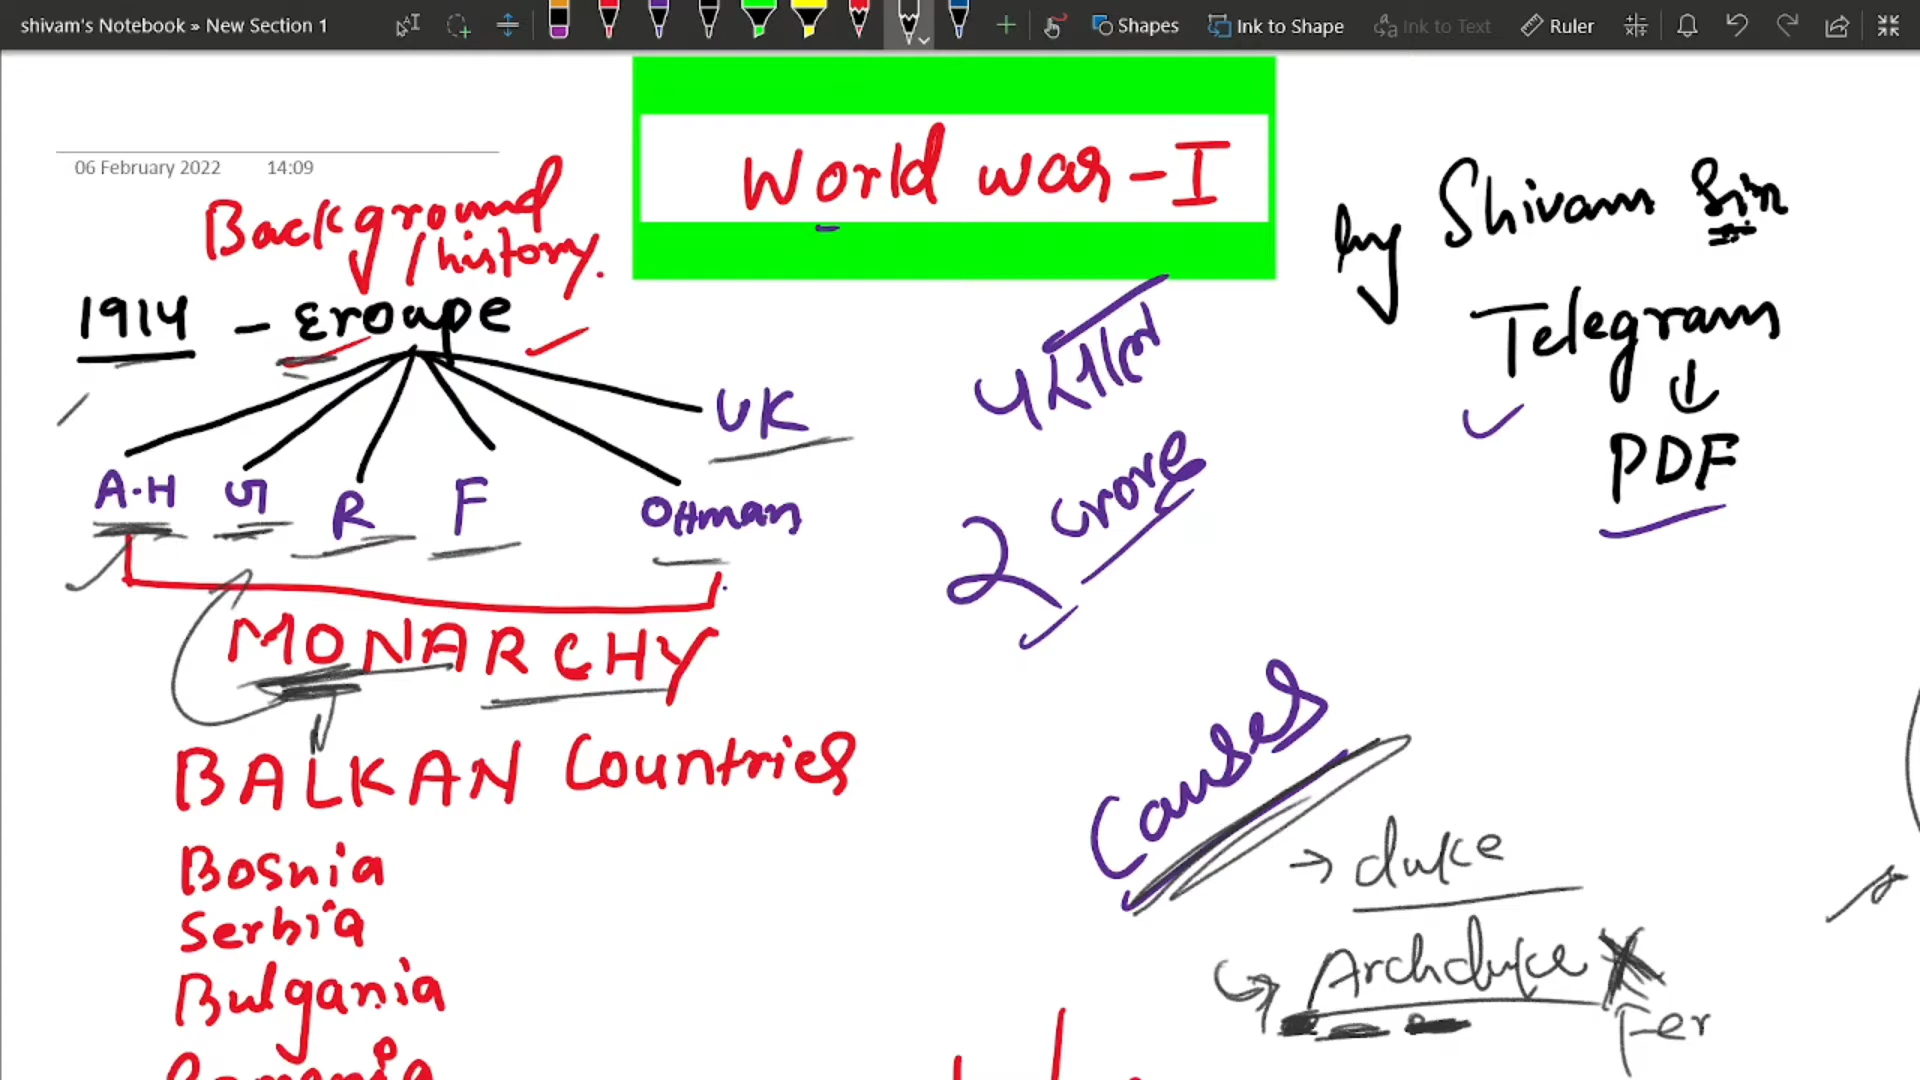 shivam's Notebook » New Section 1
Shapes
Ink to Shape
Ink to Text
Ruler
World war - I
06 February 2022 14:09
Background
/history.
by Shivam Sir
Telegram
↓
PDF
1914 - Eroupe
UK
A.H G R F Ottman
MONARCHY
2 crore
BALKAN Countries
Bosnia
Serbia
Bulgania
Romania
Causes
→ duke
Archduke
Fer